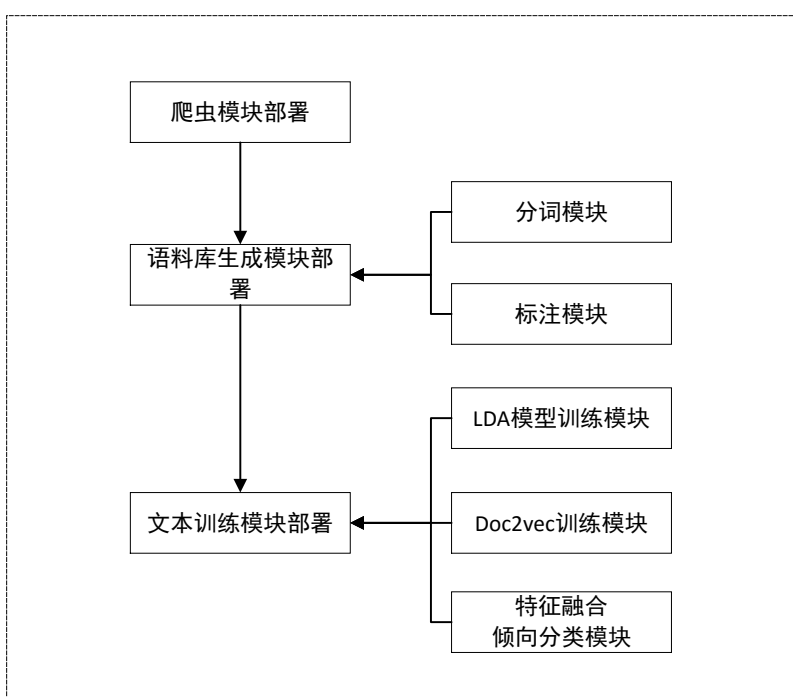 爬虫模块部署
分词模块
语料库生成模块部
署
标注模块
LDA模型训练模块
文本训练模块部署
Doc2vec训练模块
特征融合
倾向分类模块